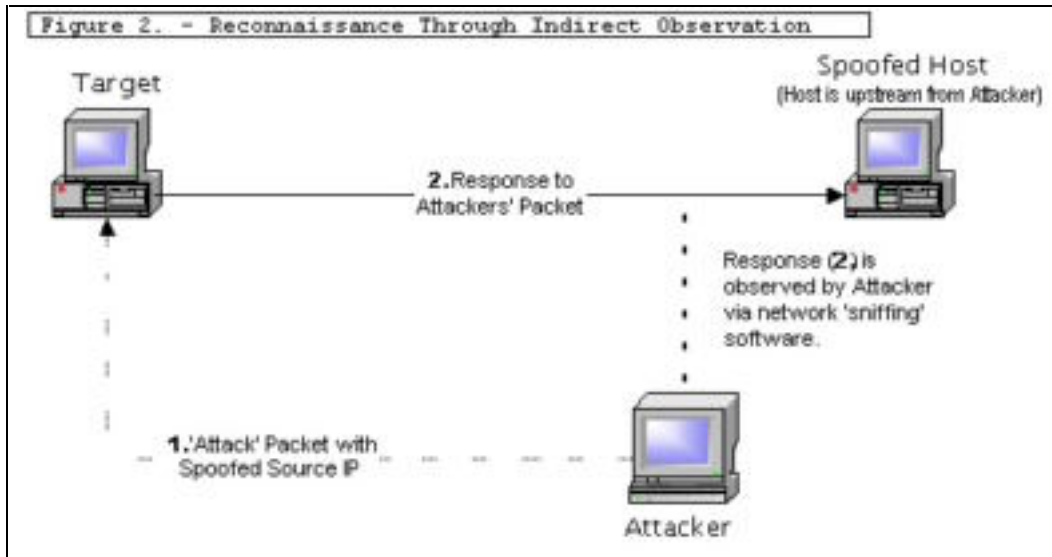 Figure 2. - Reconnaissance Through Indirect Observation
Target
Spoofed Host
(Host is upstream from Attacker)
2.Response to
Attackers' Packet
Response (2) is
observed by Attacker
via network 'sniffing'
software.
1.'Attack' Packet with
Spoofed Source IP
Attacker